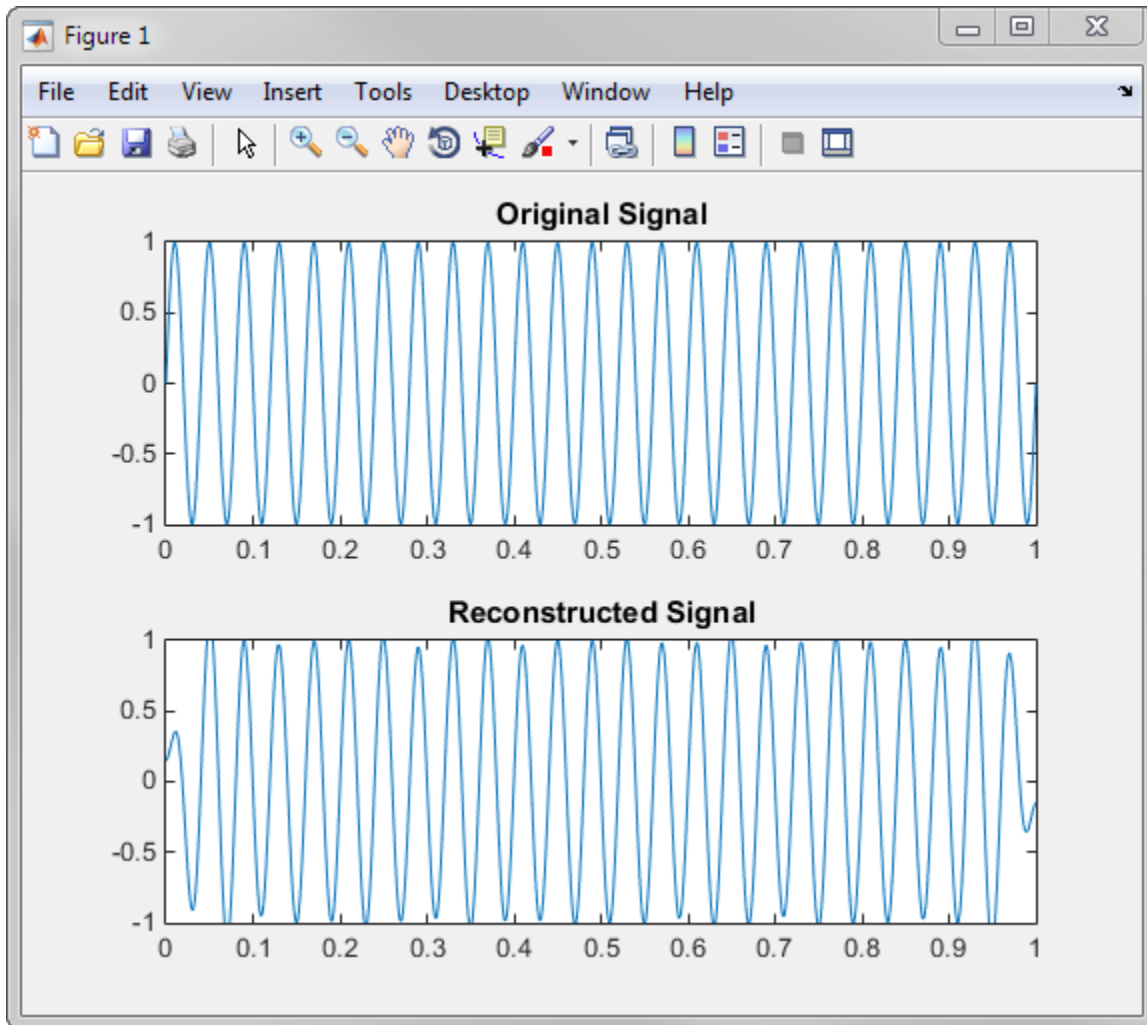 Figure 1
File Edit View Insert Tools Desktop Window Help
Original Signal
1
0.5
0
-0.5
-1
0 0.1 0.2 0.3 0.4 0.5 0.6 0.7 0.8 0.9 1
Reconstructed Signal
1
0.5
0
-0.5
-1
0 0.1 0.2 0.3 0.4 0.5 0.6 0.7 0.8 0.9 1